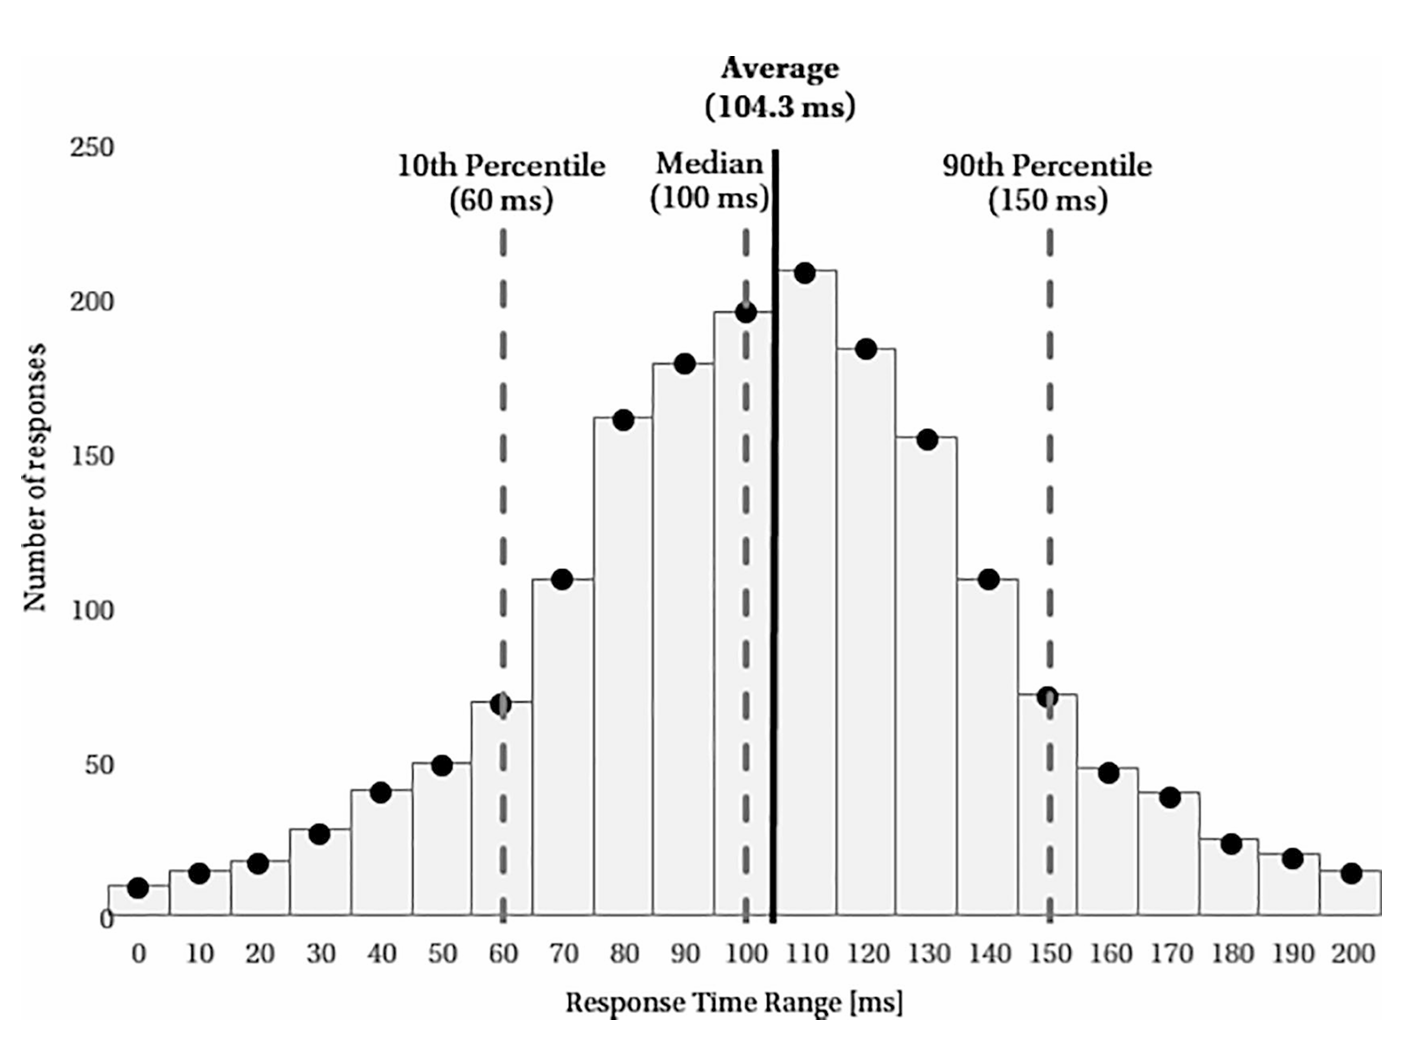 Average
(104.3 ms)
10th Percentile
(60 ms)
Median
(100 ms)
90th Percentile
(150 ms)
250
200
150
100
50
0
Number of responses
0 10 20 30 40 50 60 70 80 90 100 110 120 130 140 150 160 170 180 190 200
Response Time Range [ms]